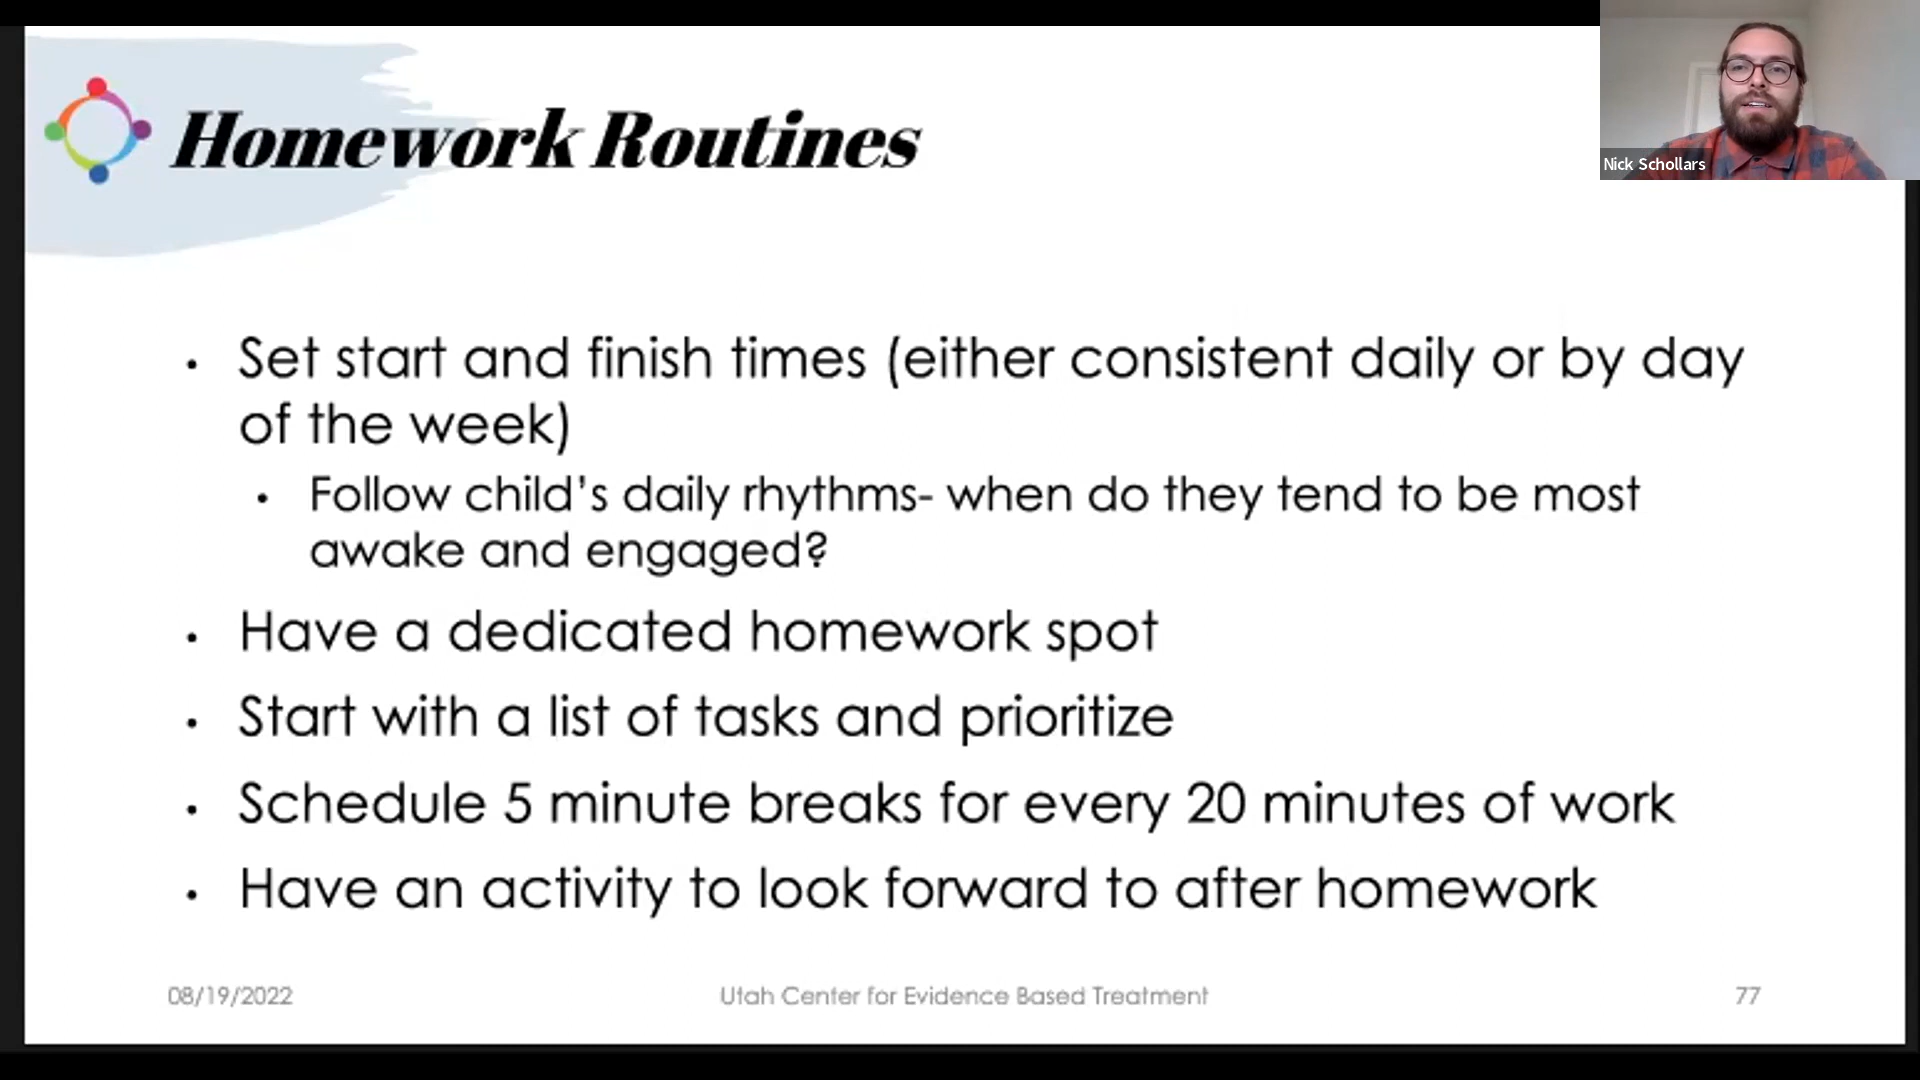 Homework Routines
Nick Schollars
• Set start and finish times (either consistent daily or by day
of the week)
• Follow child's daily rhythms- when do they tend to be most
awake and engaged?
• Have a dedicated homework spot
• Start with a list of tasks and prioritize
• Schedule 5 minute breaks for every 20 minutes of work
• Have an activity to look forward to after homework
08/19/2022
Utah Center for Evidence Based Treatment
77